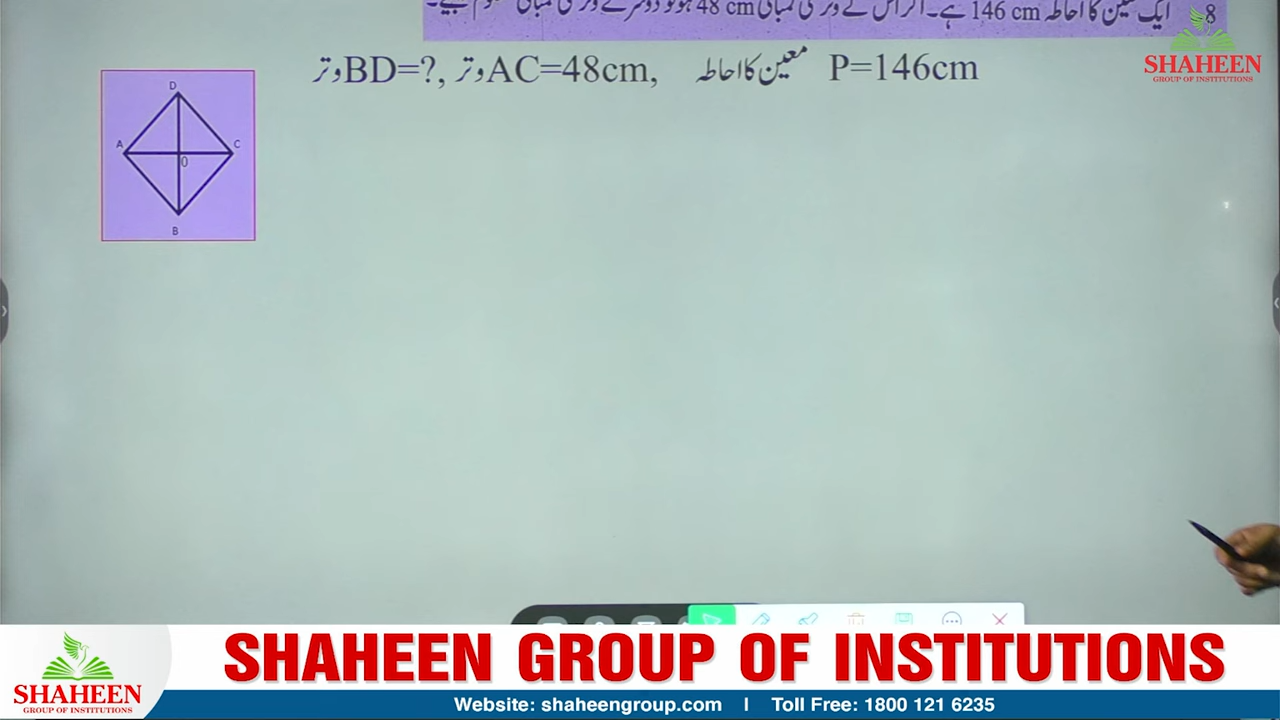 8 ایک معین کا احاطہ 146 cm ہے۔ اگر اس کے وتر کی لمبائی 48 cm ہو تو دوسرے وتر کی لمبائی معلوم کیجیے۔
معین کا احاطہ P=146cm
وتر AC=48cm,
وتر BD=?,
SHAHEEN
GROUP OF INSTITUTIONS
D
A
C
O
B
SHAHEEN
GROUP OF INSTITUTIONS
SHAHEEN GROUP OF INSTITUTIONS
Website: shaheengroup.com I Toll Free: 1800 121 6235